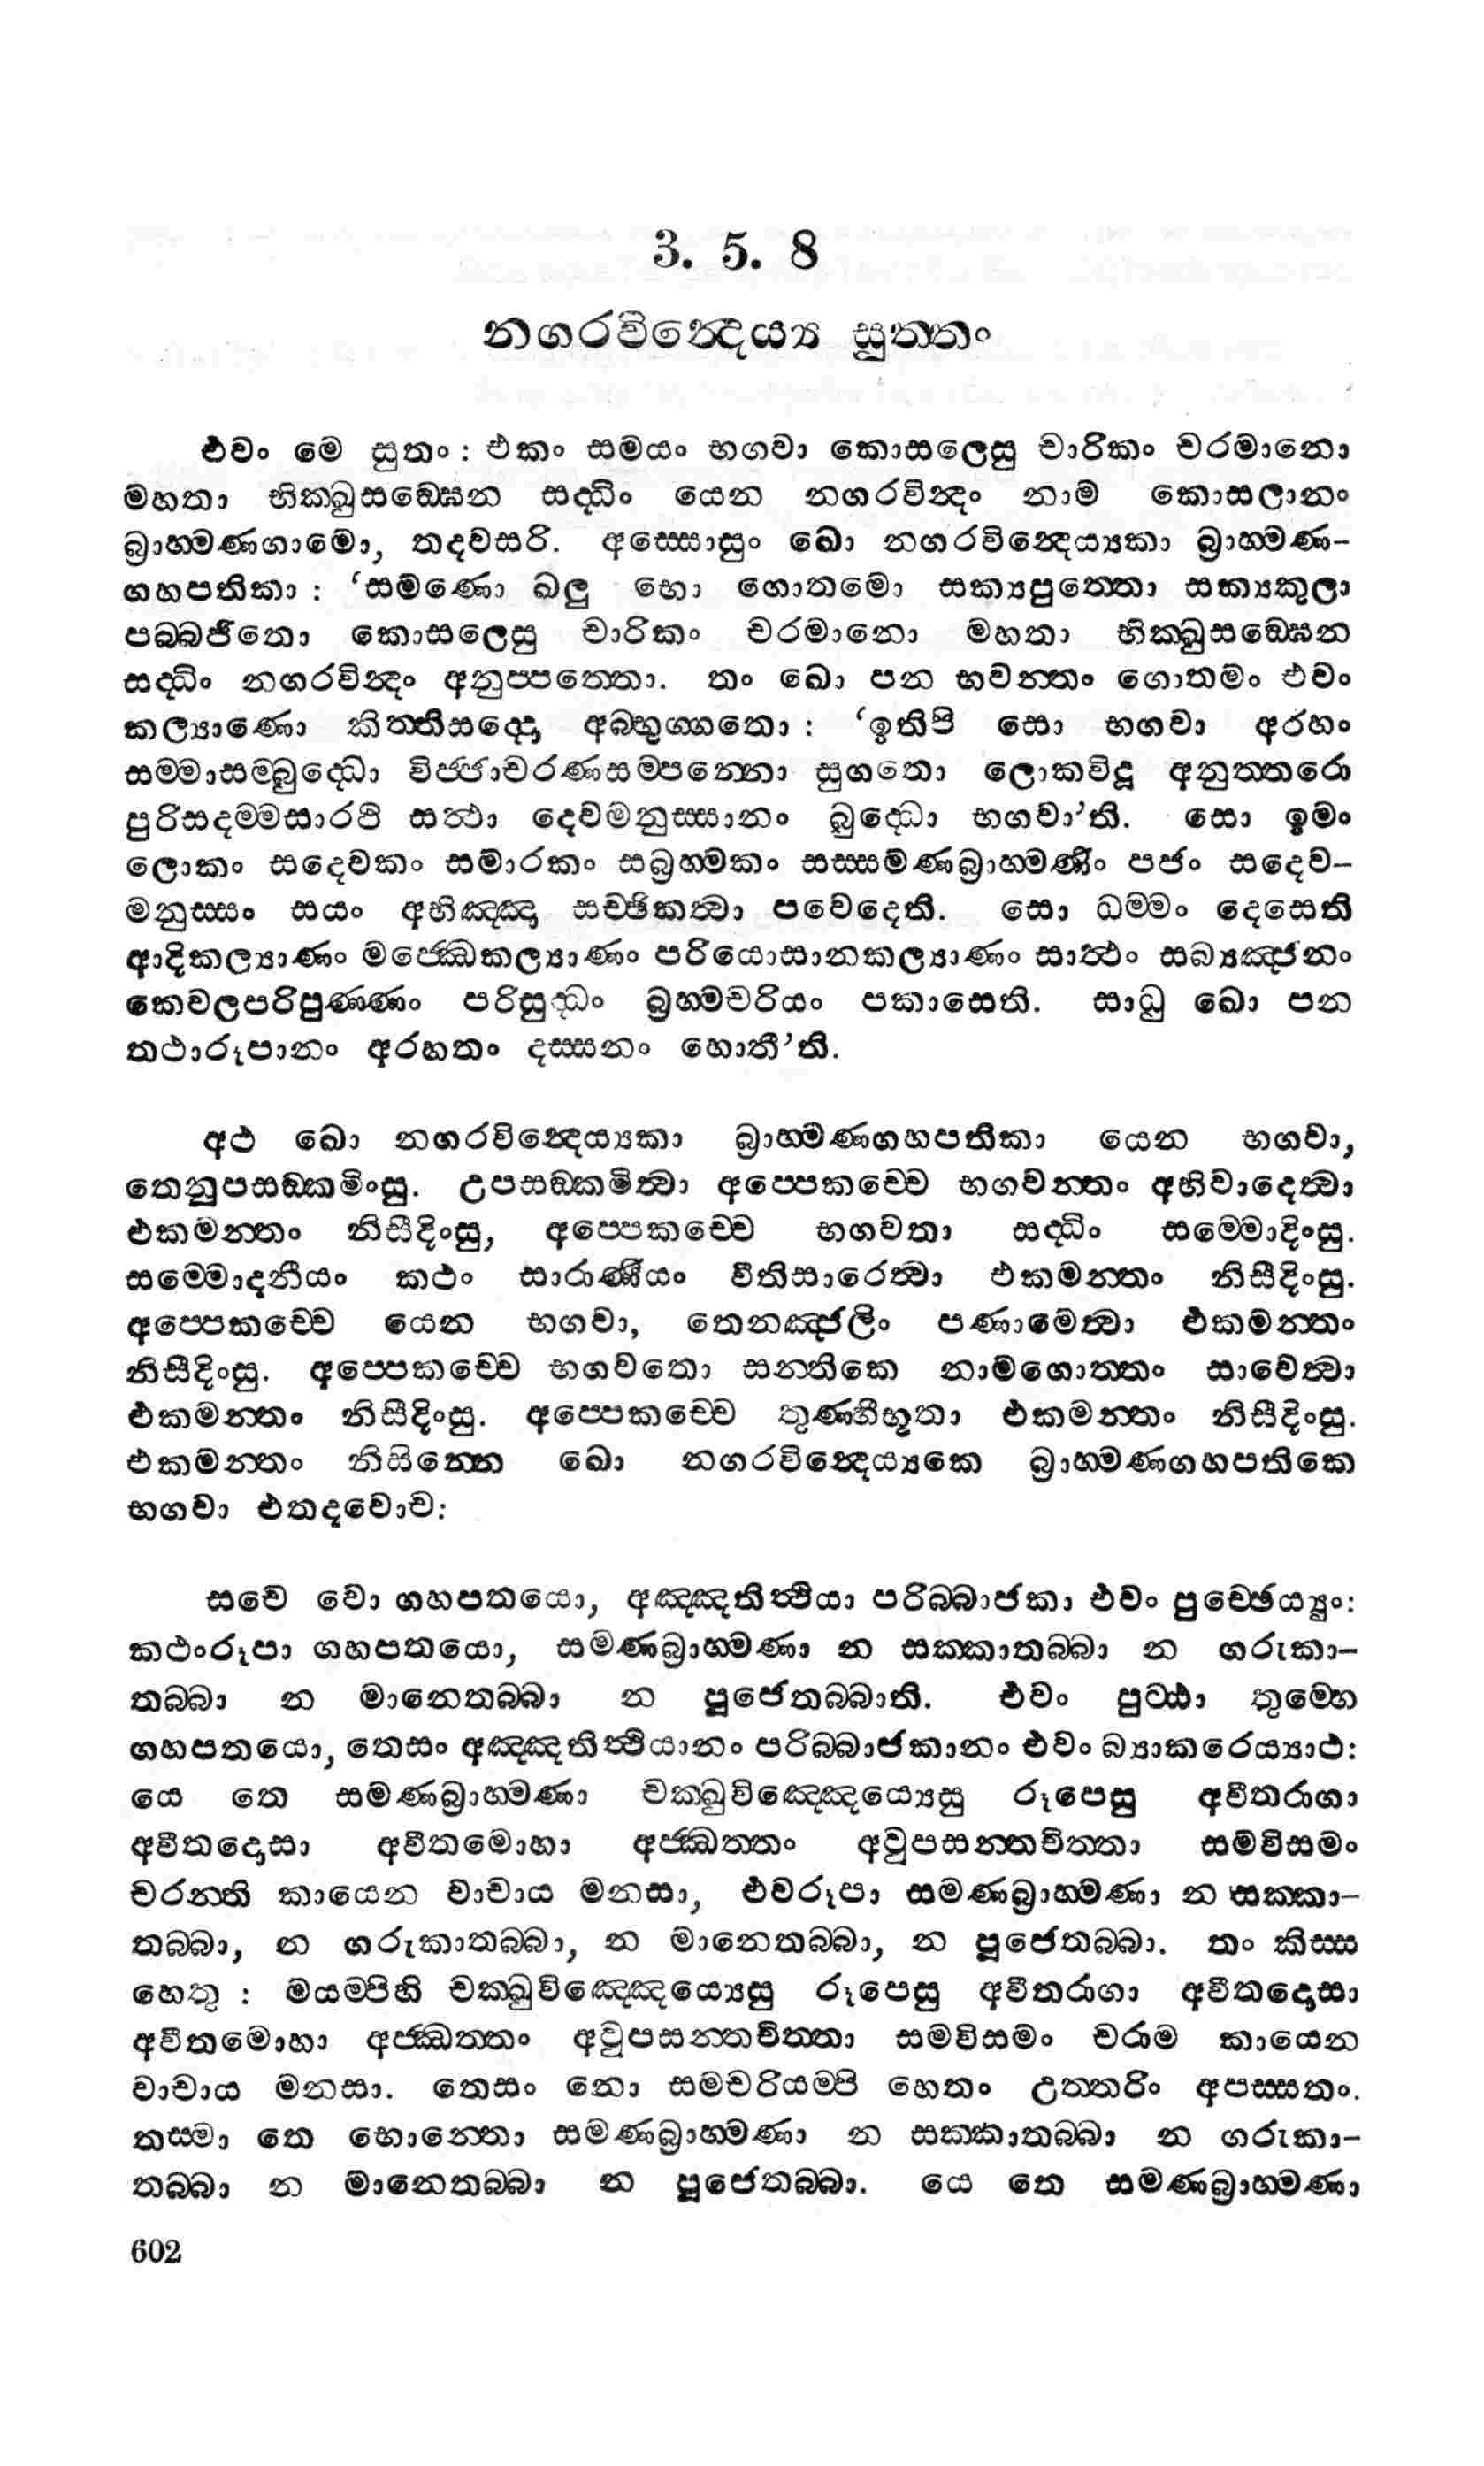 3. 5. 8
නගරවින්‍දෙය්‍ය සුත්‍තං
එවං මෙ සුතං : එකං සමයං භගවා කොසලෙසු චාරිකං චරමානො
මහතා භික්‍ඛුසඞ්‍ඝෙන සද්‍ධිං යෙන නගරවින්‍දං නාම කොසලානං
බ්‍රාහ්‍මණගාමො, තදවසරි. අස්‍සොසුං ඛො නගරවින්‍දෙය්‍යකා බ්‍රාහ්‍මණ-
ගහපතිකා : ‘සමණො ඛලු භො ගොතමො සක්‍යපුත්‍තො සක්‍යකුලා
පබ්‍බජිතො කොසලෙසු චාරිකං චරමානො මහතා භික්‍ඛුසඞ්‍ඝෙන
සද්‍ධිං නගරවින්‍දං අනුප්‍පත්‍තො. තං ඛො පන භවන්‍තං ගොතමං එවං
කල්‍යාණො කිත්‍තිසද්‍දො අබ්‍භුග්‍ගතො : ‘ඉතිපි සො භගවා අරහං
සම්‍මාසම්‍බුද්‍ධො විජ්‍ජාචරණසම්‍පන්‍නො සුගතො ලොකවිදූ අනුත්‍තරො
පුරිසදම්‍මසාරථි සත්‍ථා දෙවමනුස්‍සානං බුද්‍ධො භගවා’ති. සො ඉමං
ලොකං සදෙවකං සමාරකං සබ්‍රහ්‍මකං සස්‍සමණබ්‍රාහ්‍මණිං පජං සදෙව-
මනුස්‍සං සයං අභිඤ්‍ඤා සච්‍ඡිකත්‍වා පවෙදෙති. සො ධම්‍මං දෙසෙති
ආදිකල්‍යාණං මජ්‍ඣෙකල්‍යාණං පරියොසානකල්‍යාණං සාත්‍ථං සබ්‍යඤ්‍ජනං
කෙවලපරිපුණ්‍ණං පරිසුද්‍ධං බ්‍රහ්‍මචරියං පකාසෙති. සාධු ඛො පන
තථාරූපානං අරහතං දස්‍සනං හොතී’ති.
අථ ඛො නගරවින්‍දෙය්‍යකා බ්‍රාහ්‍මණගහපතිකා යෙන භගවා,
තෙනූපසඞ්‍කමිංසු. උපසඞ්‍කමිත්‍වා අප්‍පෙකච්‍චෙ භගවන්‍තං අභිවාදෙත්‍වා
එකමන්‍තං නිසීදිංසු, අප්‍පෙකච්‍චෙ භගවතා සද්‍ධිං සම්‍මොදිංසු.
සම්‍මොදනීයං කථං සාරාණීයං වීතිසාරෙත්‍වා එකමන්‍තං නිසීදිංසු.
අප්‍පෙකච්‍චෙ යෙන භගවා, තෙනඤ්‍ජලිං පණාමෙත්‍වා එකමන්‍තං
නිසීදිංසු. අප්‍පෙකච්‍චෙ භගවතො සන්‍තිකෙ නාමගොත්‍තං සාවෙත්‍වා
එකමන්‍තං නිසීදිංසු. අප්‍පෙකච්‍චෙ තුණ්‍හීභූතා එකමන්‍තං නිසීදිංසු.
එකමන්‍තං නිසින්‍නෙ ඛො නගරවින්‍දෙය්‍යකෙ බ්‍රාහ්‍මණගහපතිකෙ
භගවා එතදවොච:
සචෙ වො ගහපතයො, අඤ්‍ඤතිත්‍ථියා පරිබ්‍බාජකා එවං පුච්‍ඡෙය්‍යුං:
කථංරූපා ගහපතයො, සමණබ්‍රාහ්‍මණා න සක්‍කාතබ්‍බා න ගරුකා-
තබ්‍බා න මානෙතබ්‍බා න පූජෙතබ්‍බාති. එවං පුට්‍ඨා තුම්‍හෙ
ගහපතයො, තෙසං අඤ්‍ඤතිත්‍ථියානං පරිබ්‍බාජකානං එවං බ්‍යාකරෙය්‍යාථ:
යෙ තෙ සමණබ්‍රාහ්‍මණා චක්‍ඛුවිඤ්‍ඤෙය්‍යෙසු රූපෙසු අවීතරාගා
අවීතදොසා අවීතමොහා අජ්‍ඣත්‍තං අවූපසන්‍තචිත්‍තා සමවිසමං
චරන්‍ති කායෙන වාචාය මනසා, එවරූපා සමණබ්‍රාහ්‍මණා න සක්‍කා-
තබ්‍බා, න ගරුකාතබ්‍බා, න මානෙතබ්‍බා, න පූජෙතබ්‍බා. තං කිස්‍ස
හෙතු : මයම්‍පිහි චක්‍ඛුවිඤ්‍ඤෙය්‍යෙසු රූපෙසු අවීතරාගා අවීතදොසා
අවීතමොහා අජ්‍ඣත්‍තං අවූපසන්‍තචිත්‍තා සමවිසමං චරාම කායෙන
වාචාය මනසා. තෙසං නො සමචරියම්‍පි හෙතං උත්‍තරිං අපස්‍සතං.
තස්‍මා තෙ භොන්‍තො සමණබ්‍රාහ්‍මණා න සක්‍කාතබ්‍බා න ගරුකා-
තබ්‍බා න මානෙතබ්‍බා න පූජෙතබ්‍බා. යෙ තෙ සමණබ්‍රාහ්‍මණා
602